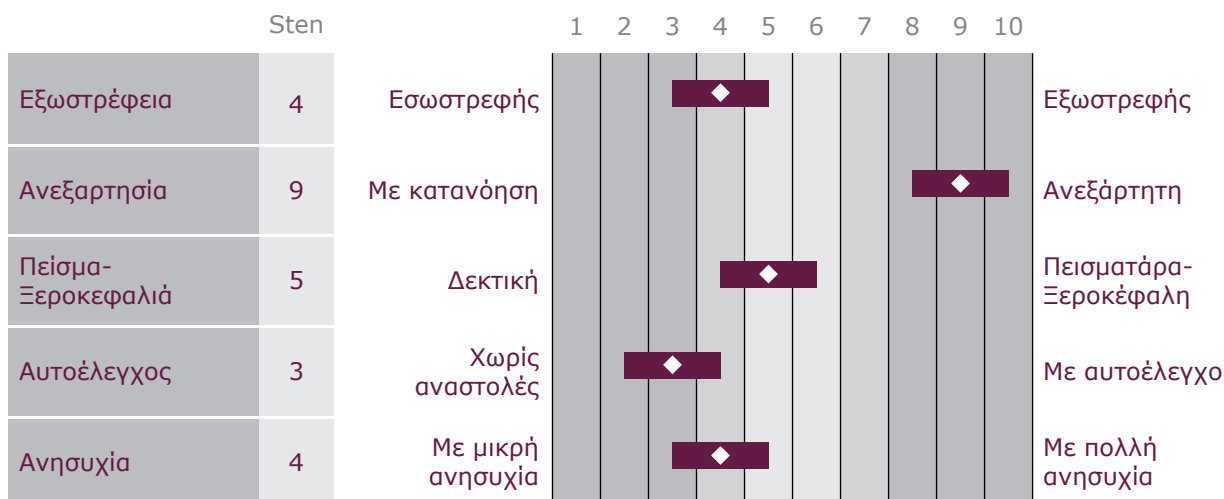 Sten 1 2 3 4 5 6 7 8 9 10
Εξωστρέφεια 4 Εσωστρεφής Εξωστρεφής
Ανεξαρτησία 9 Με κατανόηση Ανεξάρτητη
Πείσμα-
Ξεροκεφαλιά
5
Δεκτική
Πεισματάρα-
Ξεροκέφαλη
Αυτοέλεγχος 3
Χωρίς
αναστολές
Με αυτοέλεγχο
Ανησυχία 4
Με μικρή
ανησυχία
Με πολλή
ανησυχία